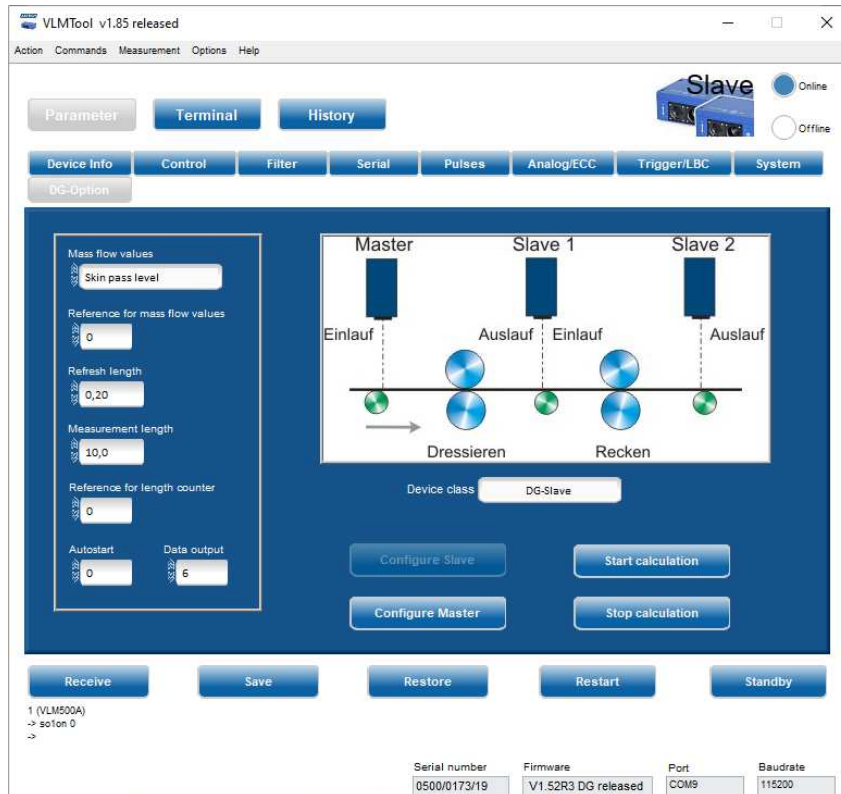 VLMTool v1.85 released
Action Commands Measurement Options Help
Slave
Online
Offline
Parameter Terminal History
Device Info Control Filter Serial Pulses Analog/ECC Trigger/LBC System
DG-Option
Mass flow values
Skin pass level
Reference for mass flow values
0
Refresh length
0,20
Measurement length
10,0
Reference for length counter
0
Autostart Data output
0 6
Master Slave 1 Slave 2
Einlauf Auslauf Einlauf Auslauf
Dressieren Recken
Device class DG-Slave
Configure Slave Start calculation
Configure Master Stop calculation
Receive Save Restore Restart Standby
1 (VLM500A)
-> so1on 0
->
Serial number Firmware Port Baudrate
0500/0173/19 V1.52R3 DG released COM9 115200